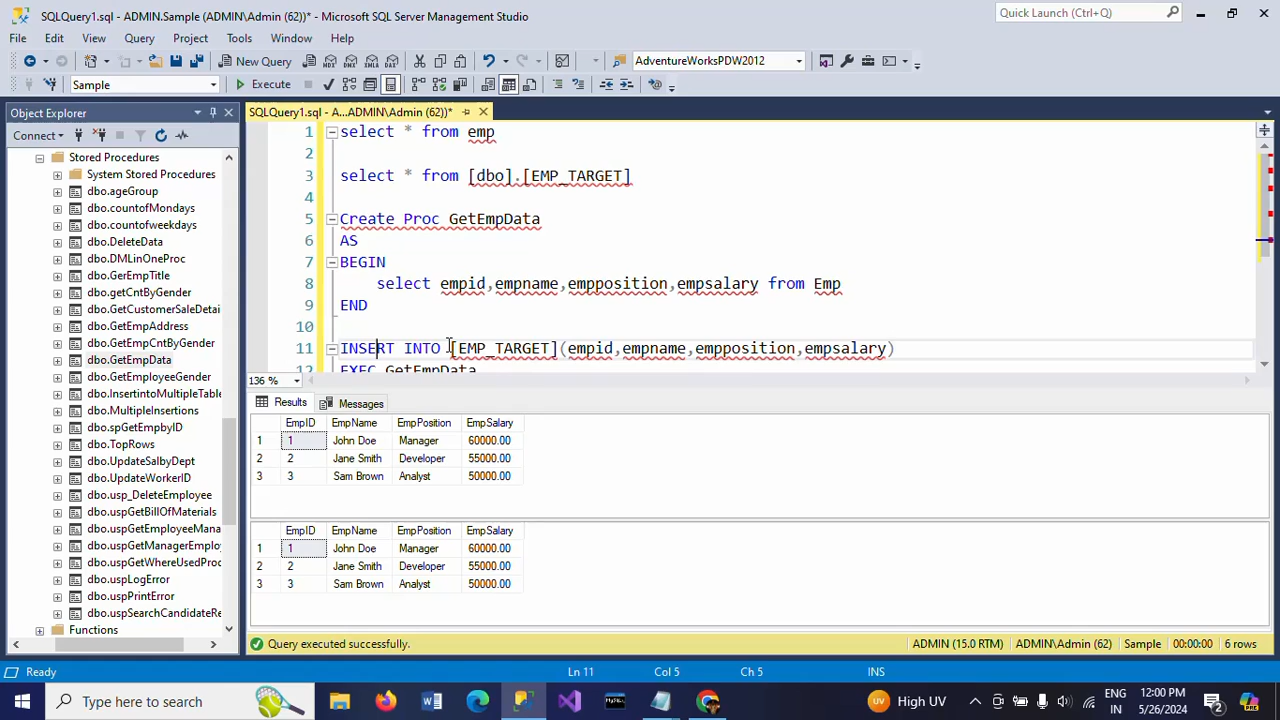 SQLQuery1.sql - ADMIN.Sample (ADMIN\Admin (62))* - Microsoft SQL Server Management Studio
Quick Launch (Ctrl+Q)
File Edit View Query Project Tools Window Help
New Query
MDX DMX XMLA DAX
AdventureWorksPDW2012
Sample
Execute
Object Explorer
SQLQuery1.sql - A...ADMIN\Admin (62))*
Connect
Stored Procedures
System Stored Procedures
dbo.ageGroup
dbo.countofMondays
dbo.countofweekdays
dbo.DeleteData
dbo.DMLinOneProc
dbo.GerEmpTitle
dbo.getCntByGender
dbo.GetCustomerSaleDetai
dbo.GetEmpAddress
dbo.GetEmpCntByGender
dbo.GetEmpData
dbo.GetEmployeeGender
dbo.InsertintoMultipleTable
dbo.MultipleInsertions
dbo.spGetEmpbyID
dbo.TopRows
dbo.UpdateSalbyDept
dbo.UpdateWorkerID
dbo.usp_DeleteEmployee
dbo.uspGetBillOfMaterials
dbo.uspGetEmployeeMana
dbo.uspGetManagerEmplo
dbo.uspGetWhereUsedProc
dbo.uspLogError
dbo.uspPrintError
dbo.uspSearchCandidateRe
Functions
1 select * from emp
2
3 select * from [dbo].[EMP_TARGET]
4
5 Create Proc GetEmpData
6 AS
7 BEGIN
8 select empid,empname,empposition,empsalary from Emp
9 END
10
11 INSERT INTO [EMP_TARGET](empid,empname,empposition,empsalary)
12 EXEC GetEmpData
136 %
Results Messages
EmpID EmpName EmpPosition EmpSalary
1 1 John Doe Manager 60000.00
2 2 Jane Smith Developer 55000.00
3 3 Sam Brown Analyst 50000.00
EmpID EmpName EmpPosition EmpSalary
1 1 John Doe Manager 60000.00
2 2 Jane Smith Developer 55000.00
3 3 Sam Brown Analyst 50000.00
Query executed successfully. ADMIN (15.0 RTM) ADMIN\Admin (62) Sample 00:00:00 6 rows
Ready Ln 11 Col 5 Ch 5 INS
Type here to search
High UV
ENG
IN
12:00 PM
5/26/2024
2